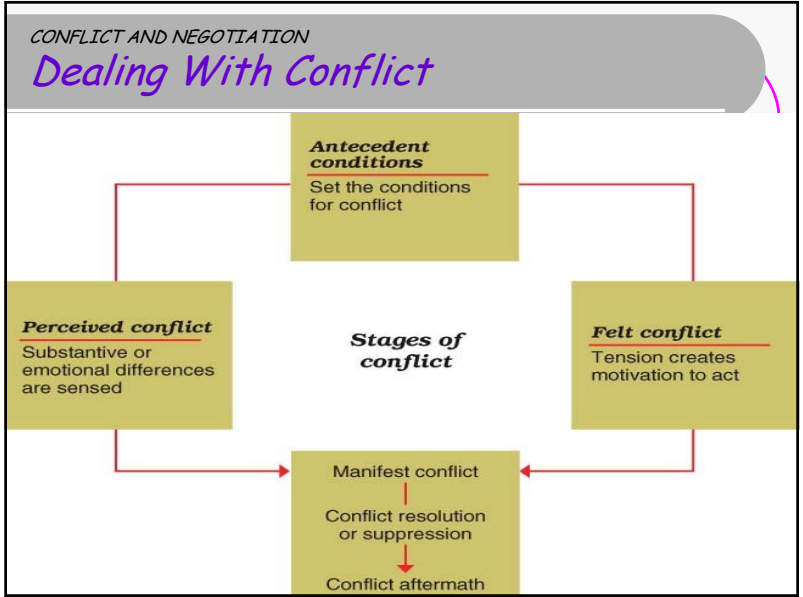 CONFLICT AND NEGOTIATION
Dealing With Conflict
Antecedent
conditions
Set the conditions
for conflict
Perceived conflict
Substantive or
emotional differences
are sensed
Stages of
conflict
Felt conflict
Tension creates
motivation to act
Manifest conflict
Conflict resolution
or suppression
Conflict aftermath